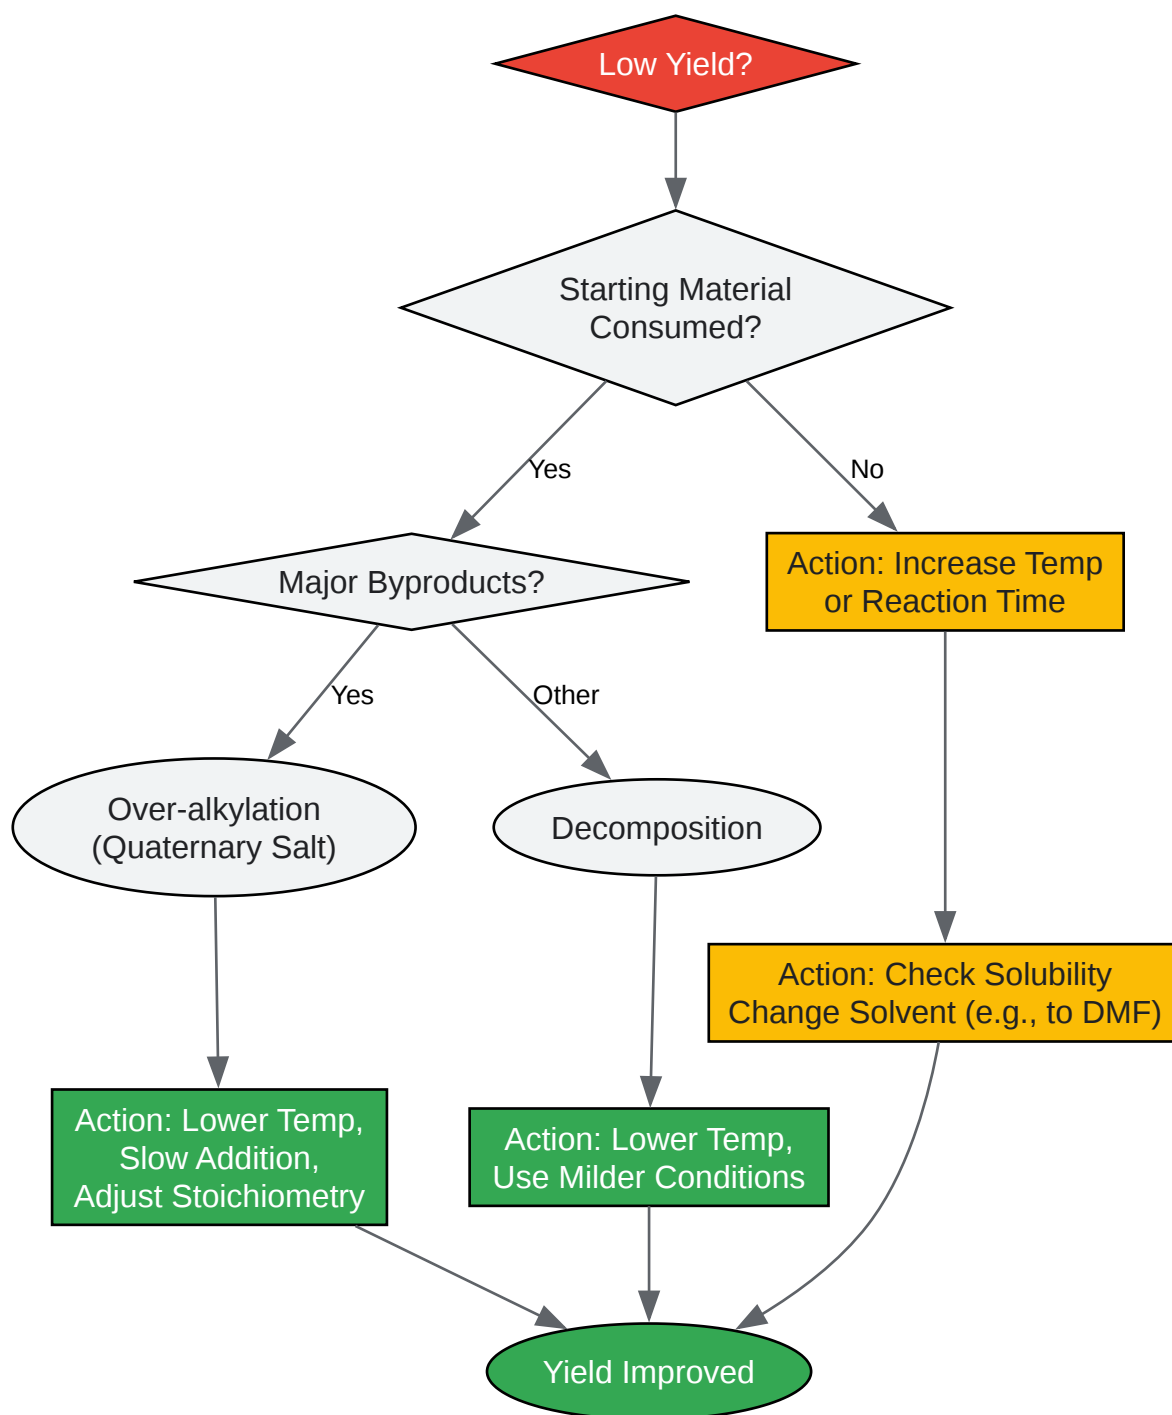 Low Yield?
Starting Material
Consumed?
Yes
No
Major Byproducts?
Action: Increase Temp
or Reaction Time
Yes
Other
Over-alkylation
(Quaternary Salt)
Decomposition
Action: Check Solubility
Change Solvent (e.g., to DMF)
Action: Lower Temp,
Slow Addition,
Adjust Stoichiometry
Action: Lower Temp,
Use Milder Conditions
Yield Improved